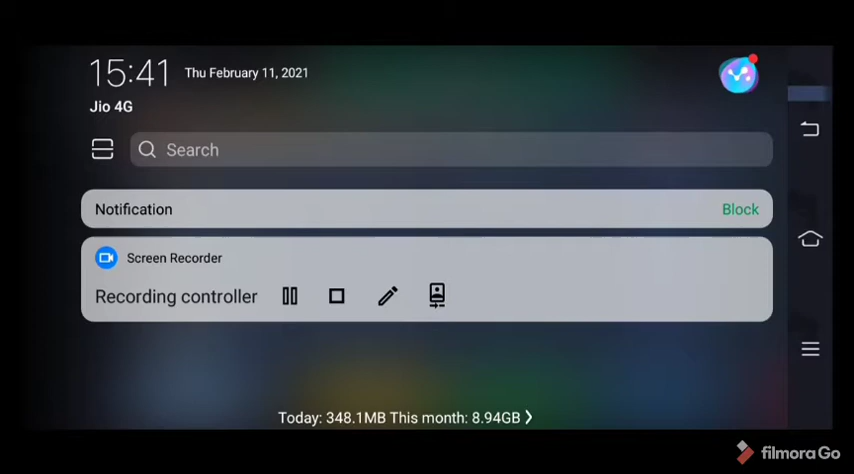 15:41 Thu February 11, 2021
Jio 4G
Search
Notification Block
Screen Recorder
Recording controller
Today: 348.1MB This month: 8.94GB
filmora Go